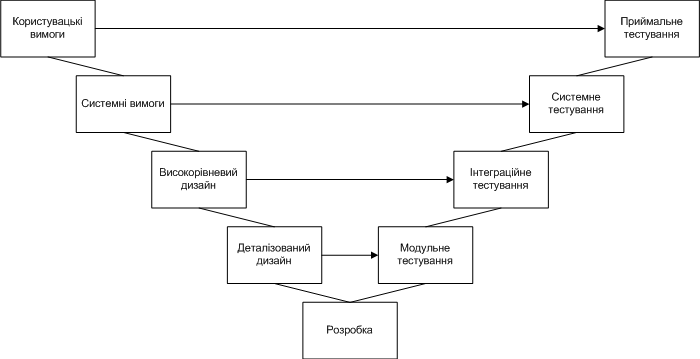 Користувацькі
вимоги
Приймальне
тестування
Системні вимоги
Системне
тестування
Високорівневий
дизайн
Інтеграційне
тестування
Деталізований
дизайн
Модульне
тестування
Розробка